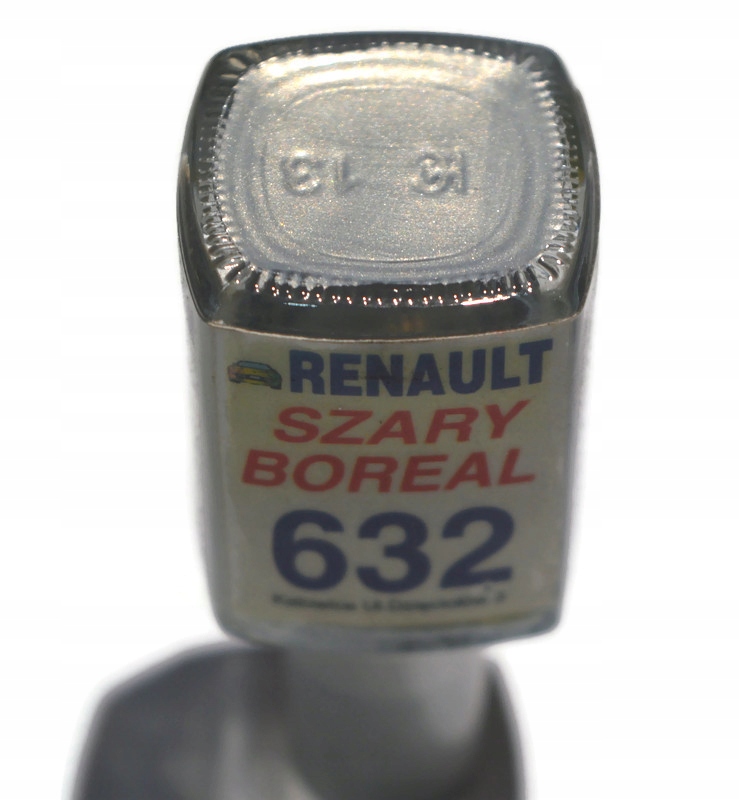 RENAULT
SZARY
BOREAL
632